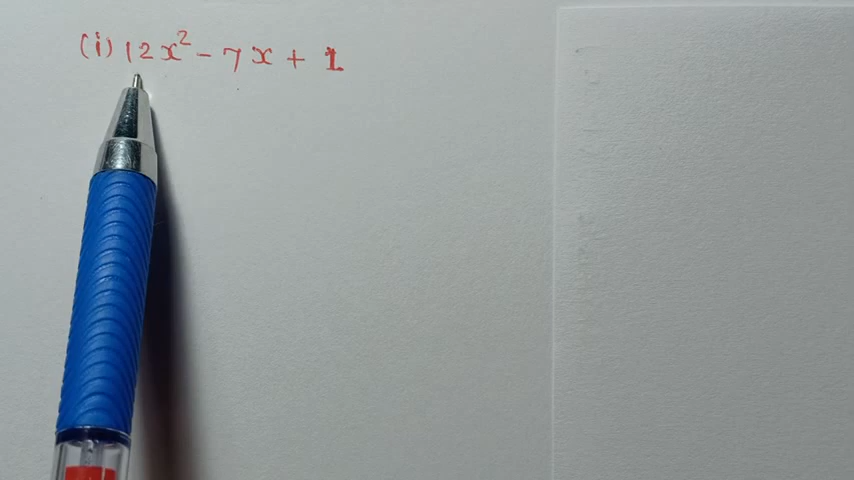 (i) 12x² - 7x + 1